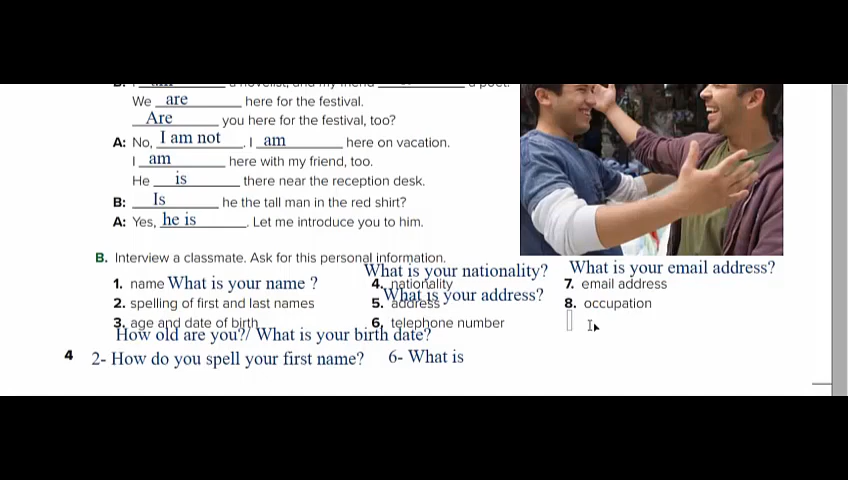 We are here for the festival.
Are you here for the festival, too?
A: No, I am not. I am here on vacation.
I am here with my friend, too.
He is there near the reception desk.
B: Is he the tall man in the red shirt?
A: Yes, he is. Let me introduce you to him.
B. Interview a classmate. Ask for this personal information.
What is your nationality? What is your email address?
1. name What is your name ? 4. nationality 7. email address
2. spelling of first and last names 5. address What is your address? 8. occupation
3. age and date of birth 6. telephone number
How old are you?/ What is your birth date?
4 2- How do you spell your first name? 6- What is